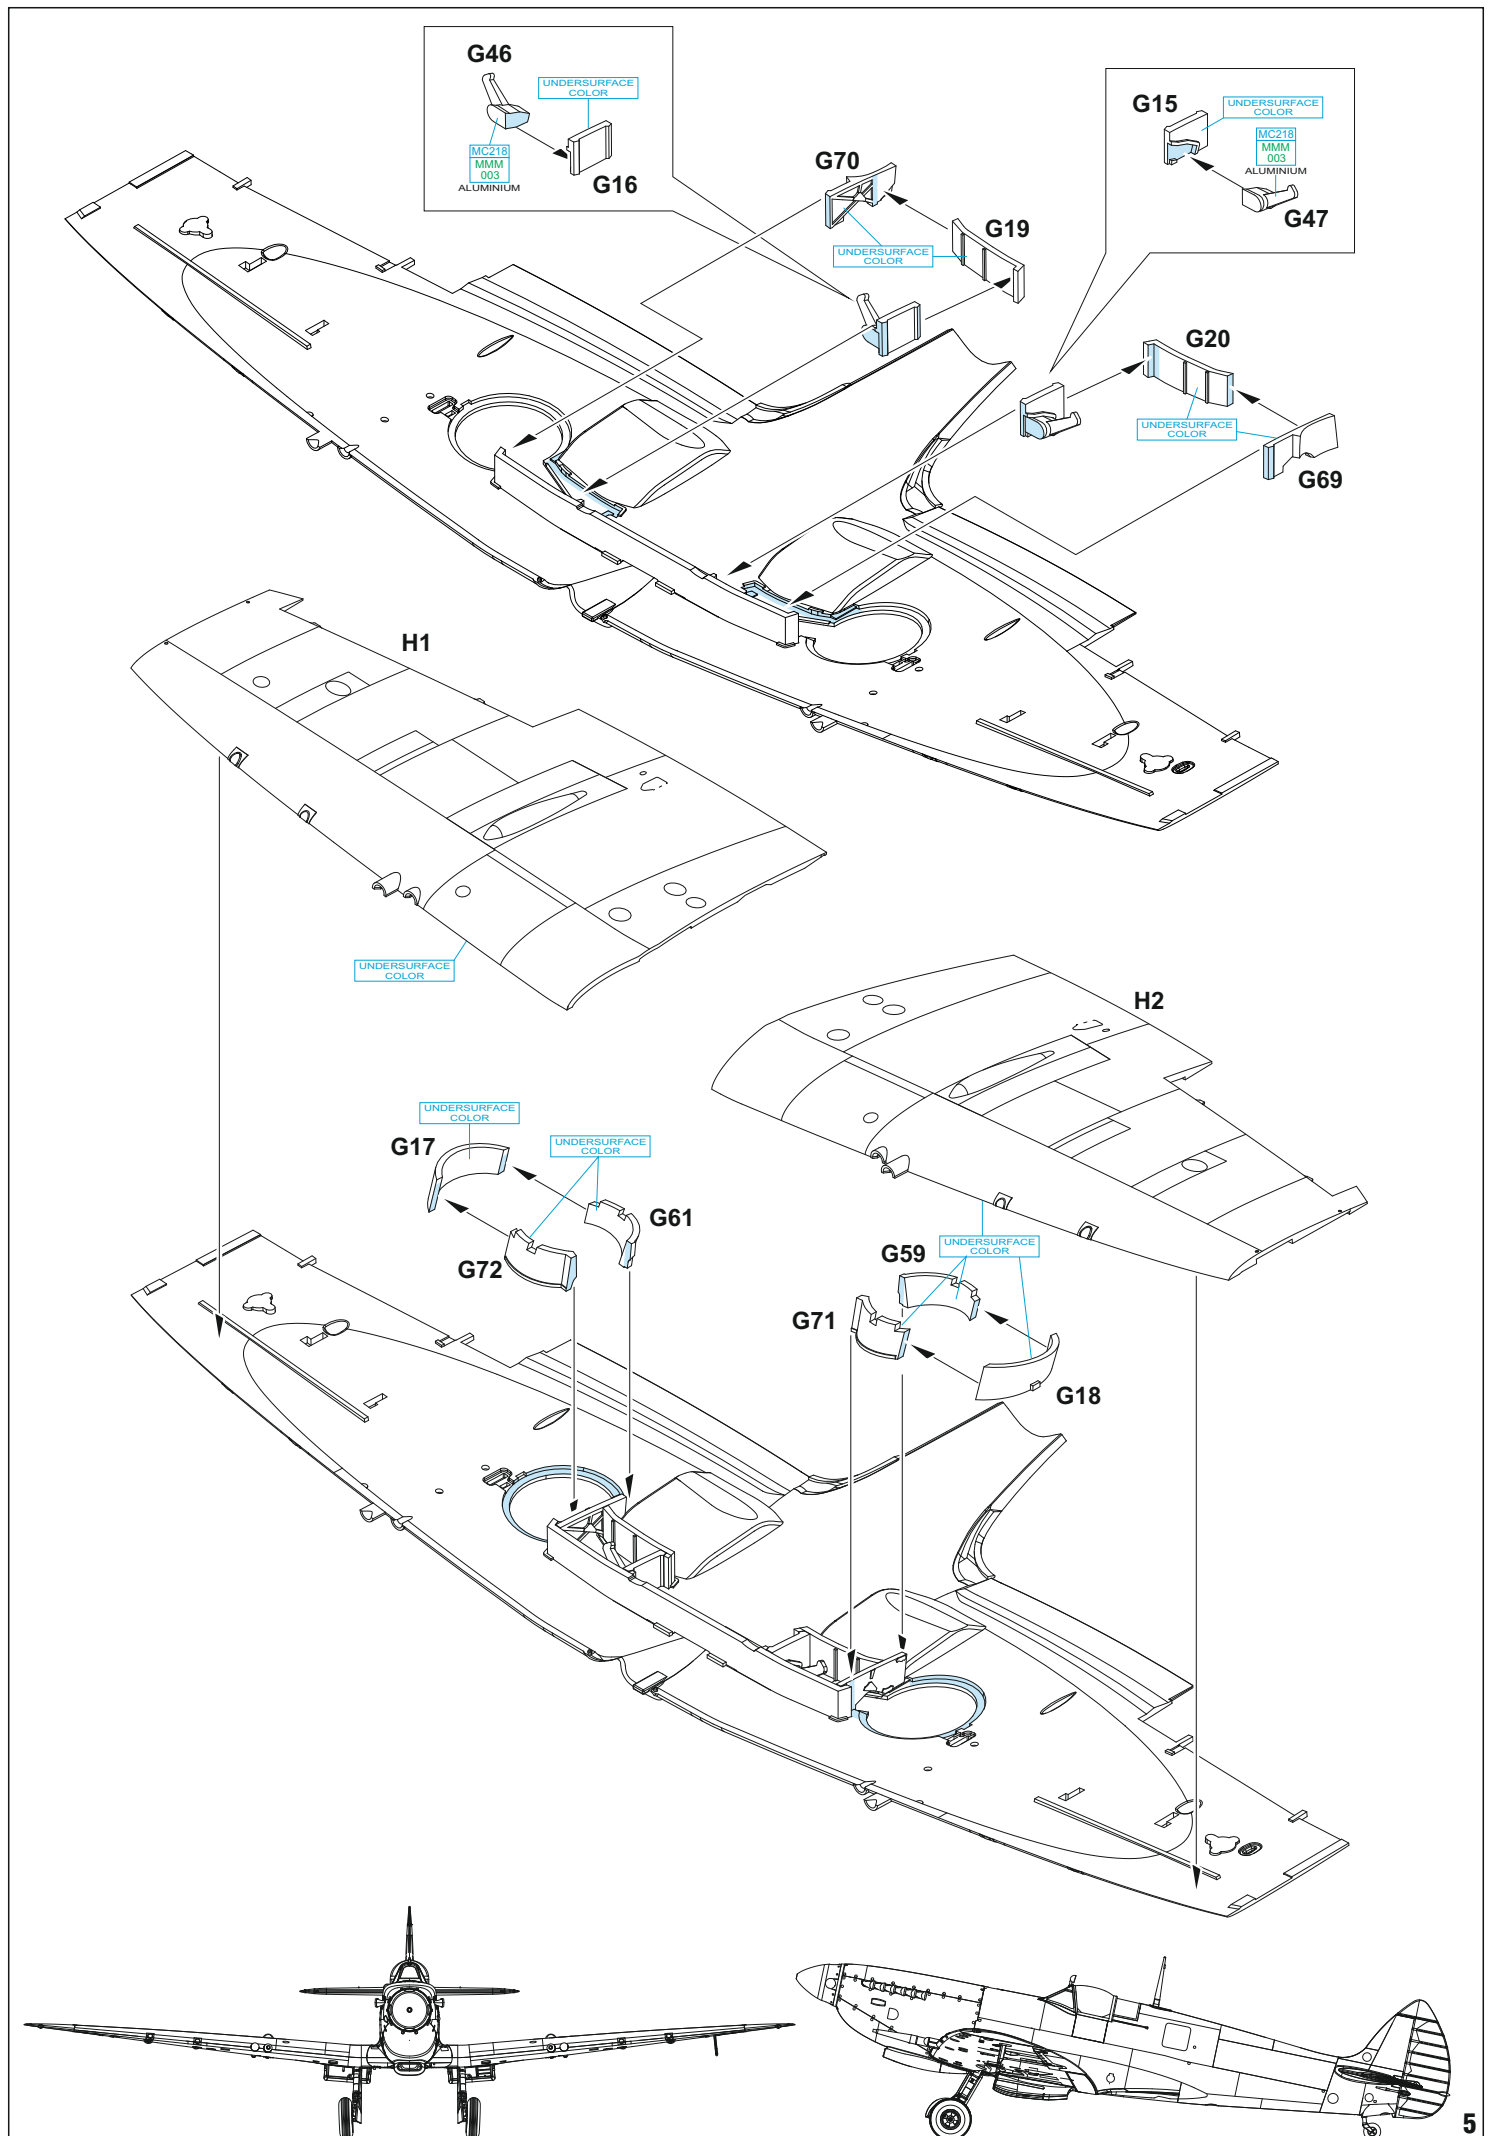 G46
UNDERSURFACE
COLOR
MC218
MMM
003
ALUMINIUM
G16
G15
UNDERSURFACE
COLOR
MC218
MMM
003
ALUMINIUM
G47
G70
G19
UNDERSURFACE
COLOR
G20
UNDERSURFACE
COLOR
G69
H1
UNDERSURFACE
COLOR
H2
UNDERSURFACE
COLOR
G17
UNDERSURFACE
COLOR
G61
G72
G59
UNDERSURFACE
COLOR
G71
G18
5